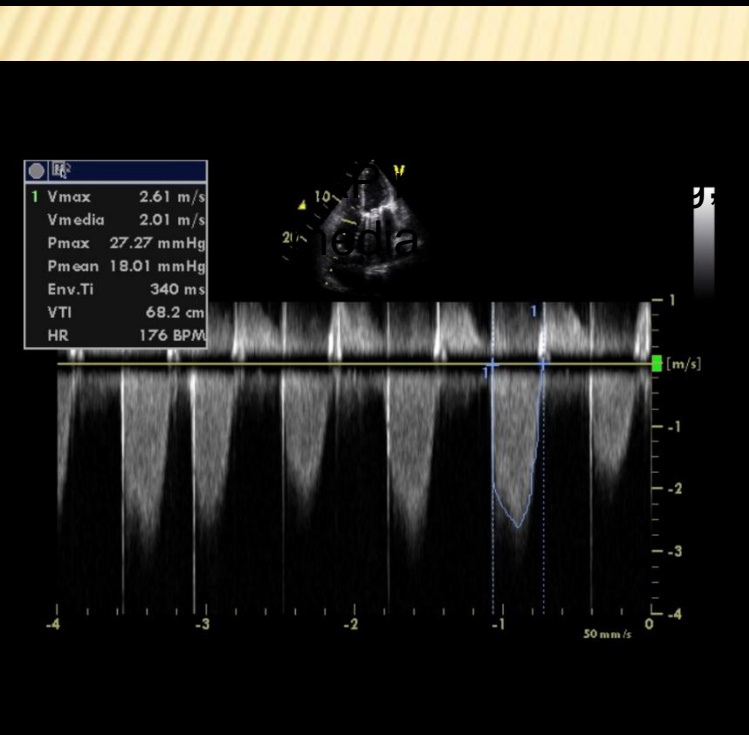 1 Vmax 2.61 m/s
Vmedia 2.01 m/s
Pmax 27.27 mmHg
Pmean 18.01 mmHg
Env.Ti 340 ms
VTI 68.2 cm
HR 176 BPM
V
10
20
P
media
g,
1
1
1
[m/s]
-1
-2
-3
-4
-4 -3 -2 -1 0
50 mm/s